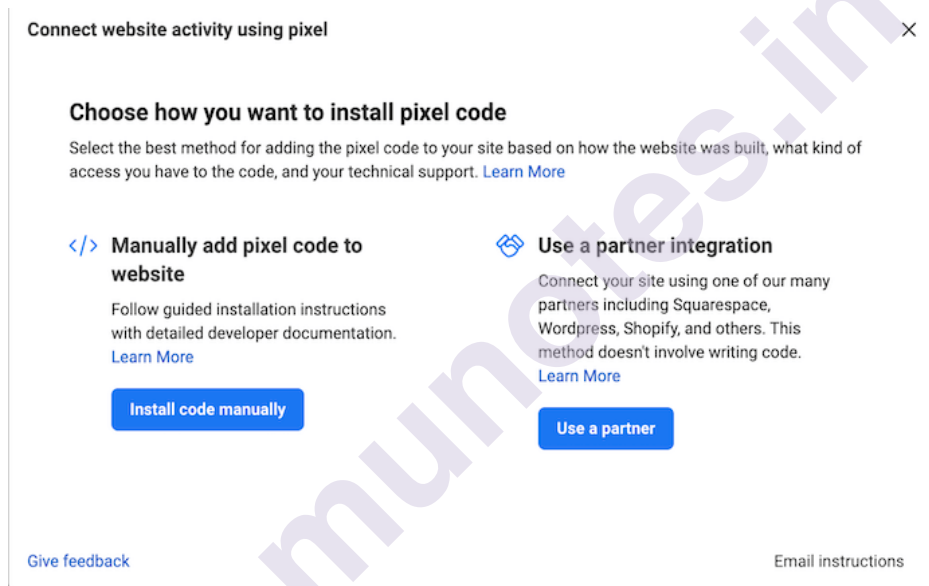 Connect website activity using pixel
Choose how you want to install pixel code
Select the best method for adding the pixel code to your site based on how the website was built, what kind of
access you have to the code, and your technical support. Learn More
</> Manually add pixel code to
website
Follow guided installation instructions
with detailed developer documentation.
Learn More
Install code manually
Use a partner integration
Connect your site using one of our many
partners including Squarespace,
Wordpress, Shopify, and others. This
method doesn't involve writing code.
Learn More
Use a partner
Give feedback
Email instructions
munotes.in